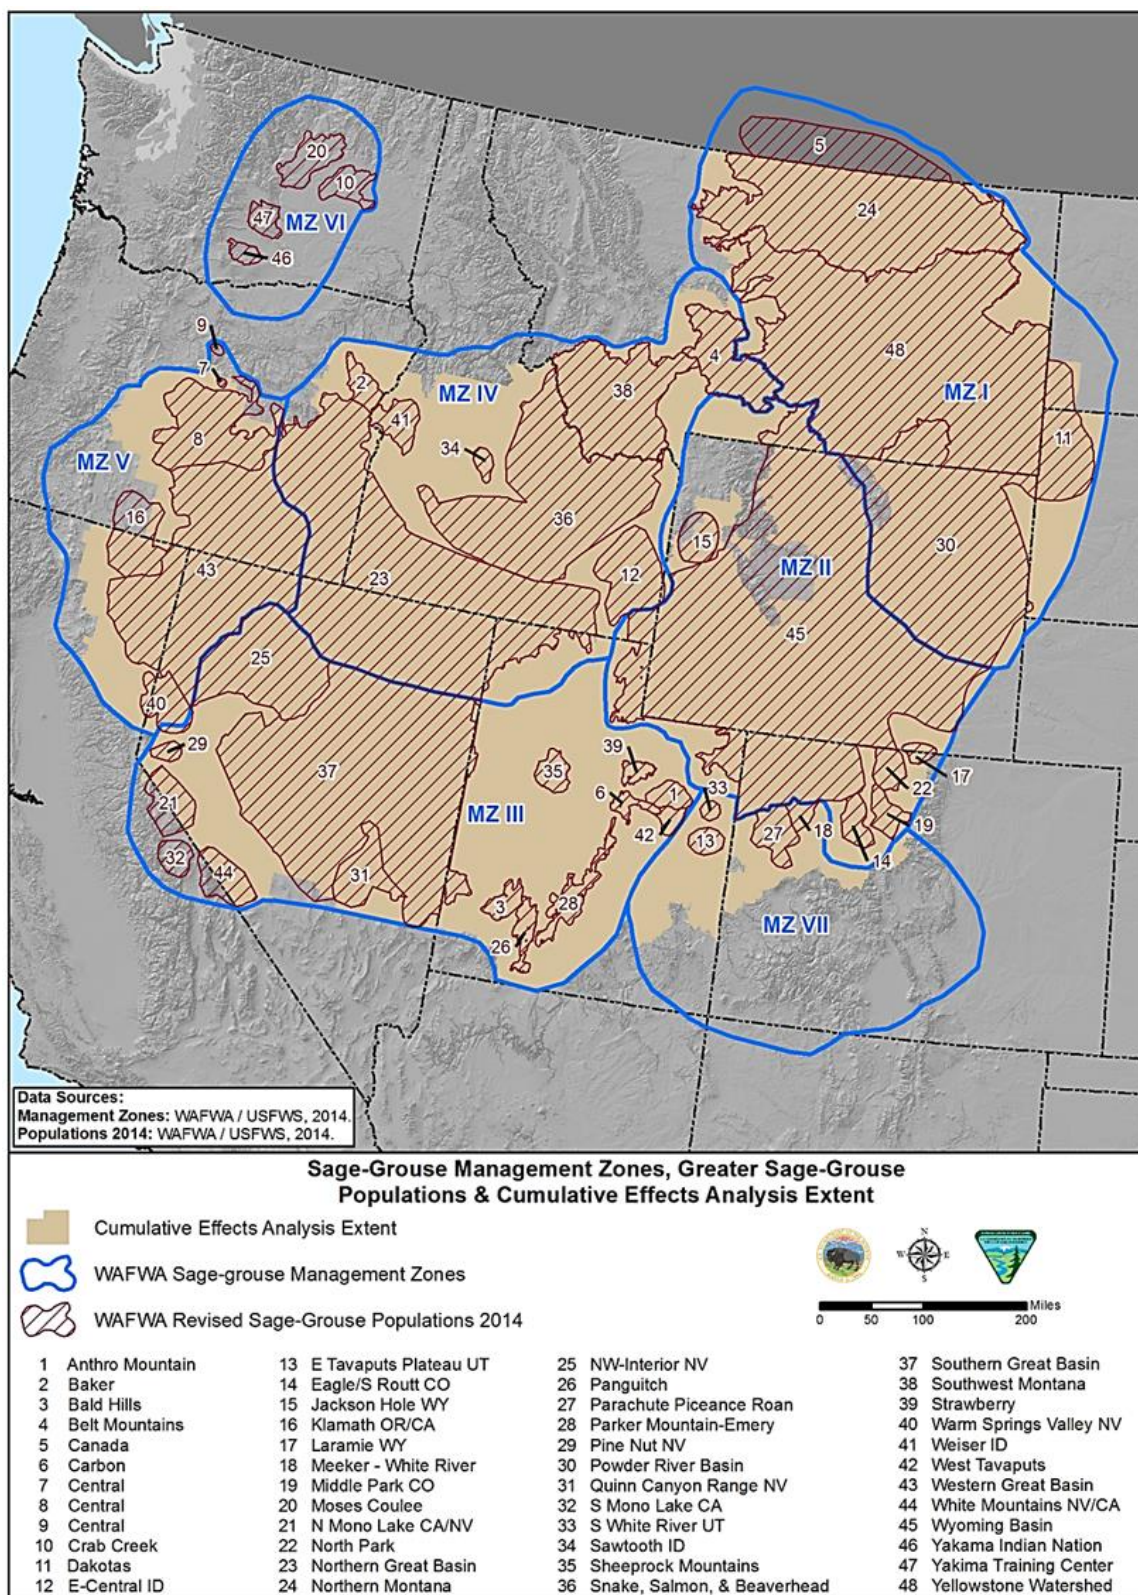 5
20
10
24
47
MZ VI
46
9
48
4
7
2
MZ IV
38
MZ I
41
11
8
34
MZ V
16
36
15
30
43
12
MZ II
23
45
25
40
29
39
17
37
35
33
22
6
1
21
MZ III
19
42
18
13
27
32
14
44
31
3
28
MZ VII
26
Data Sources:
Management Zones: WAFWA / USFWS, 2014.
Populations 2014: WAFWA / USFWS, 2014.
Sage-Grouse Management Zones, Greater Sage-Grouse
Populations & Cumulative Effects Analysis Extent
Cumulative Effects Analysis Extent
WAFWA Sage-grouse Management Zones
WAFWA Revised Sage-Grouse Populations 2014
N
W
E
S
Miles
0 50 100 200
1 Anthro Mountain
2 Baker
3 Bald Hills
4 Belt Mountains
5 Canada
6 Carbon
7 Central
8 Central
9 Central
10 Crab Creek
11 Dakotas
12 E-Central ID
13 E Tavaputs Plateau UT
14 Eagle/S Routt CO
15 Jackson Hole WY
16 Klamath OR/CA
17 Laramie WY
18 Meeker - White River
19 Middle Park CO
20 Moses Coulee
21 N Mono Lake CA/NV
22 North Park
23 Northern Great Basin
24 Northern Montana
25 NW-Interior NV
26 Panguitch
27 Parachute Piceance Roan
28 Parker Mountain-Emery
29 Pine Nut NV
30 Powder River Basin
31 Quinn Canyon Range NV
32 S Mono Lake CA
33 S White River UT
34 Sawtooth ID
35 Sheeprock Mountains
36 Snake, Salmon, & Beaverhead
37 Southern Great Basin
38 Southwest Montana
39 Strawberry
40 Warm Springs Valley NV
41 Weiser ID
42 West Tavaputs
43 Western Great Basin
44 White Mountains NV/CA
45 Wyoming Basin
46 Yakama Indian Nation
47 Yakima Training Center
48 Yellowstone Watershed